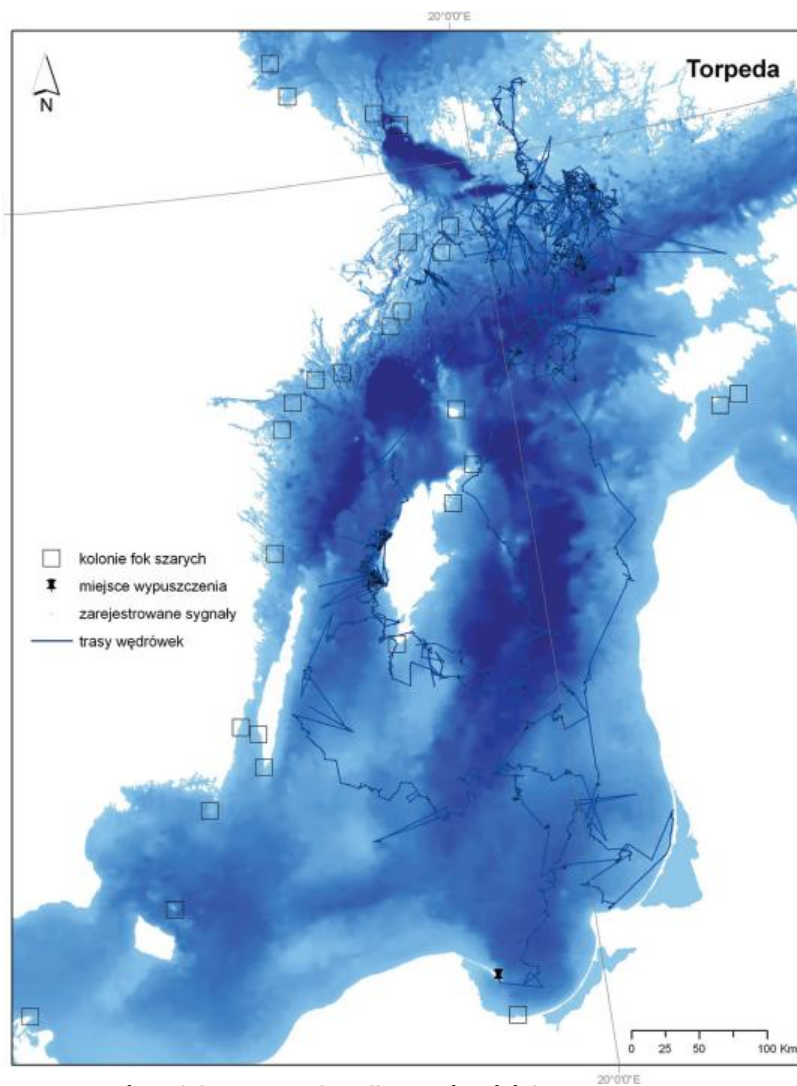 20°0'0"E
Torpeda
N
kolonie fok szarych
miejsce wypuszczenia
zarejestrowane sygnały
trasy wędrówek
0 25 50 100 Km
20°0'0"E